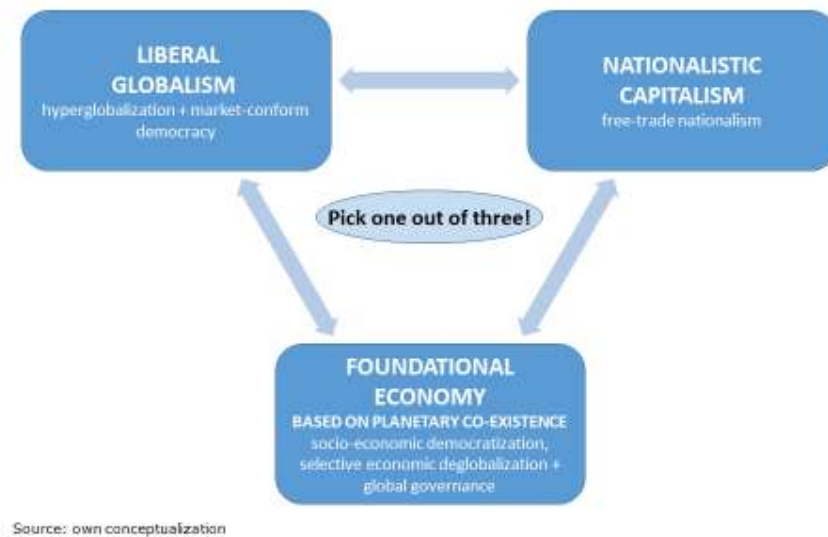 LIBERAL
GLOBALISM
hyperglobalization + market-conform
democracy
NATIONALISTIC
CAPITALISM
free-trade nationalism
Pick one out of three!
FOUNDATIONAL
ECONOMY
BASED ON PLANETARY CO-EXISTENCE
socio-economic democratization,
selective economic deglobalization +
global governance
Source: own conceptualization